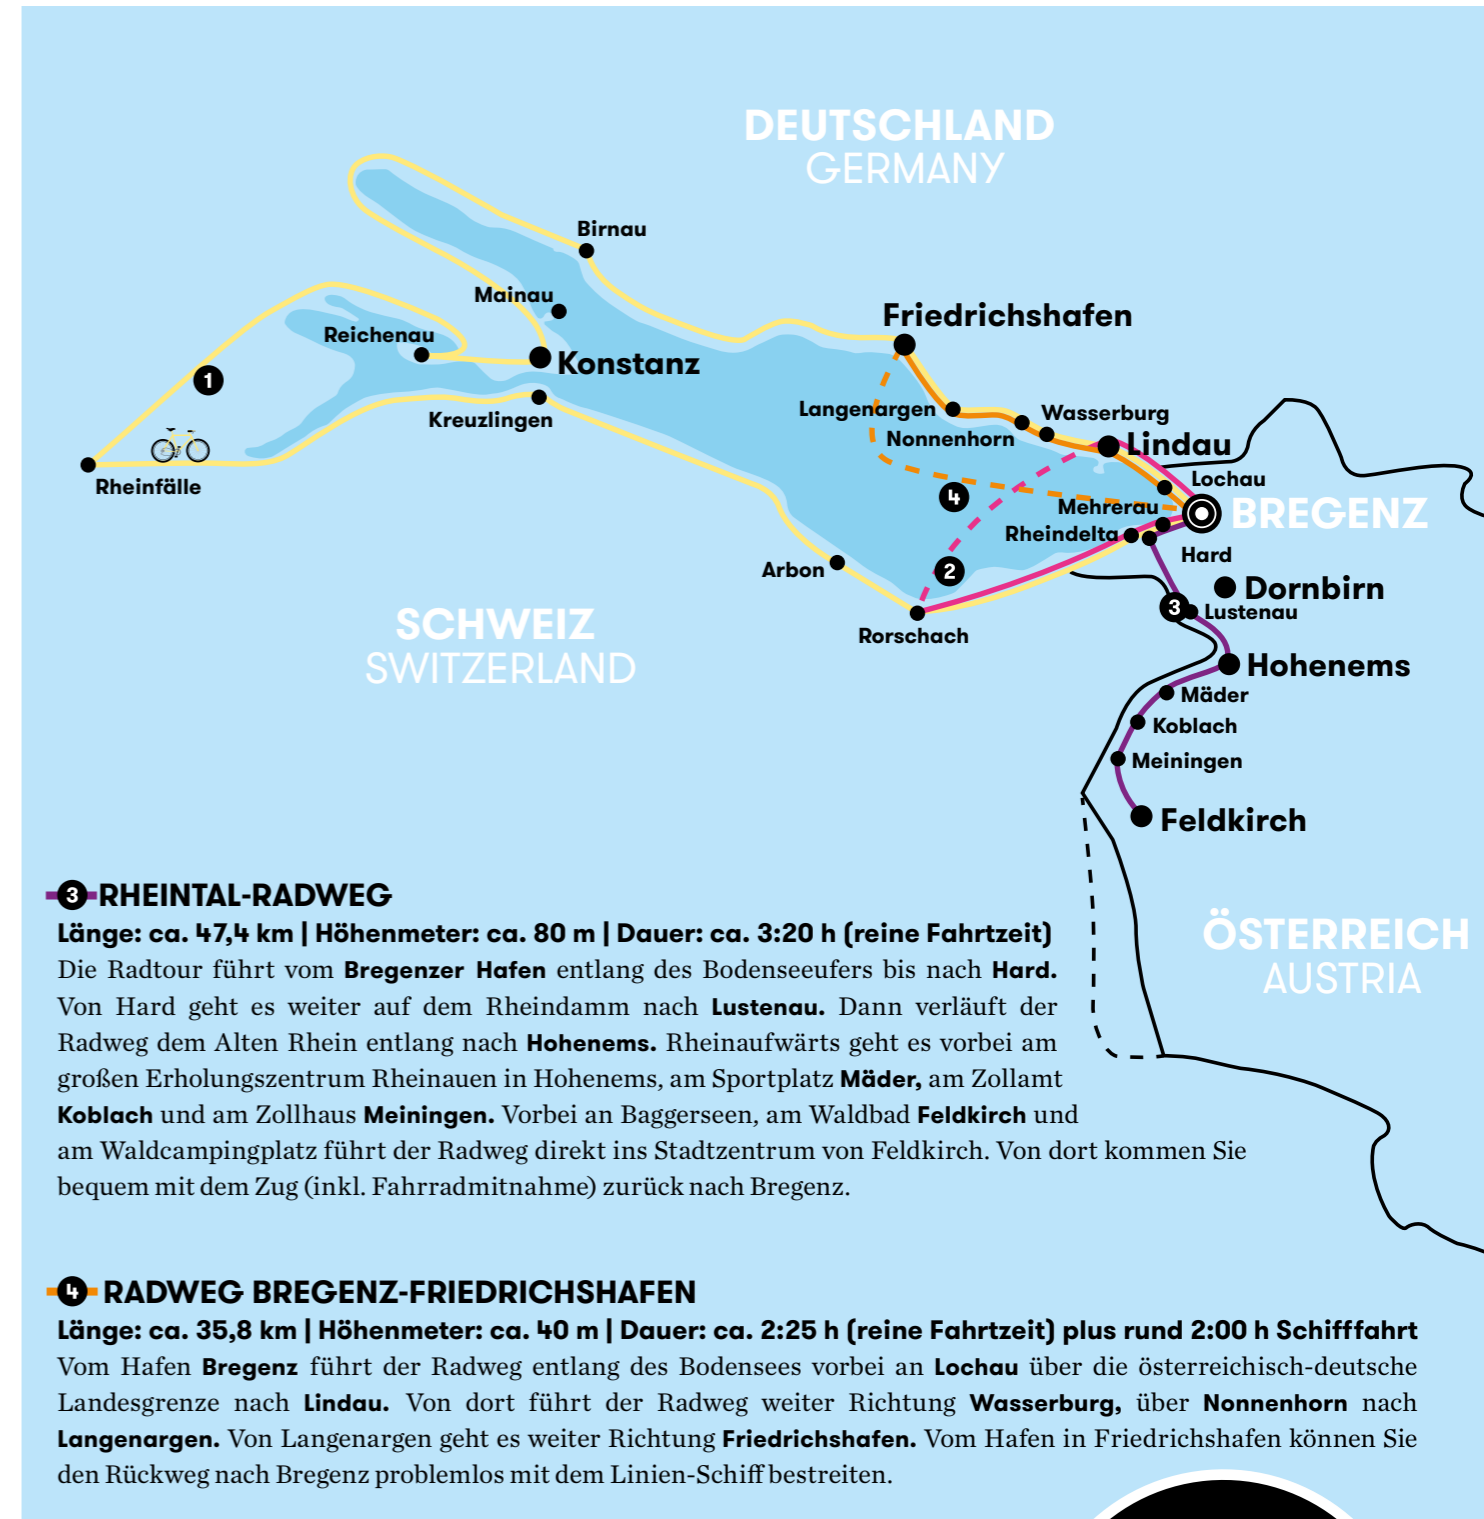 DEUTSCHLAND
GERMANY
Birnau
Mainau
Friedrichshafen
Reichenau
Konstanz
1
Langenargen
Wasserburg
Kreuzlingen
Nonnenhorn
Lindau
Rheinfälle
Lochau
4
Mehrerau
BREGENZ
Rheindelta
Hard
Arbon
2
Dornbirn
3
Lustenau
SCHWEIZ
SWITZERLAND
Rorschach
Hohenems
Mäder
Koblach
Meiningen
Feldkirch
ÖSTERREICH
AUSTRIA
3 RHEINTAL-RADWEG
Länge: ca. 47,4 km | Höhenmeter: ca. 80 m | Dauer: ca. 3:20 h (reine Fahrtzeit)
Die Radtour führt vom Bregenzer Hafen entlang des Bodenseeufers bis nach Hard.
Von Hard geht es weiter auf dem Rheindamm nach Lustenau. Dann verläuft der
Radweg dem Alten Rhein entlang nach Hohenems. Rheinaufwärts geht es vorbei am
großen Erholungszentrum Rheinauen in Hohenems, am Sportplatz Mäder, am Zollamt
Koblach und am Zollhaus Meiningen. Vorbei an Baggerseen, am Waldbad Feldkirch und
am Waldcampingplatz führt der Radweg direkt ins Stadtzentrum von Feldkirch. Von dort kommen Sie
bequem mit dem Zug (inkl. Fahrradmitnahme) zurück nach Bregenz.
4 RADWEG BREGENZ-FRIEDRICHSHAFEN
Länge: ca. 35,8 km | Höhenmeter: ca. 40 m | Dauer: ca. 2:25 h (reine Fahrtzeit) plus rund 2:00 h Schifffahrt
Vom Hafen Bregenz führt der Radweg entlang des Bodensees vorbei an Lochau über die österreichisch-deutsche
Landesgrenze nach Lindau. Von dort führt der Radweg weiter Richtung Wasserburg, über Nonnenhorn nach
Langenargen. Von Langenargen geht es weiter Richtung Friedrichshafen. Vom Hafen in Friedrichshafen können Sie
den Rückweg nach Bregenz problemlos mit dem Linien-Schiff bestreiten.